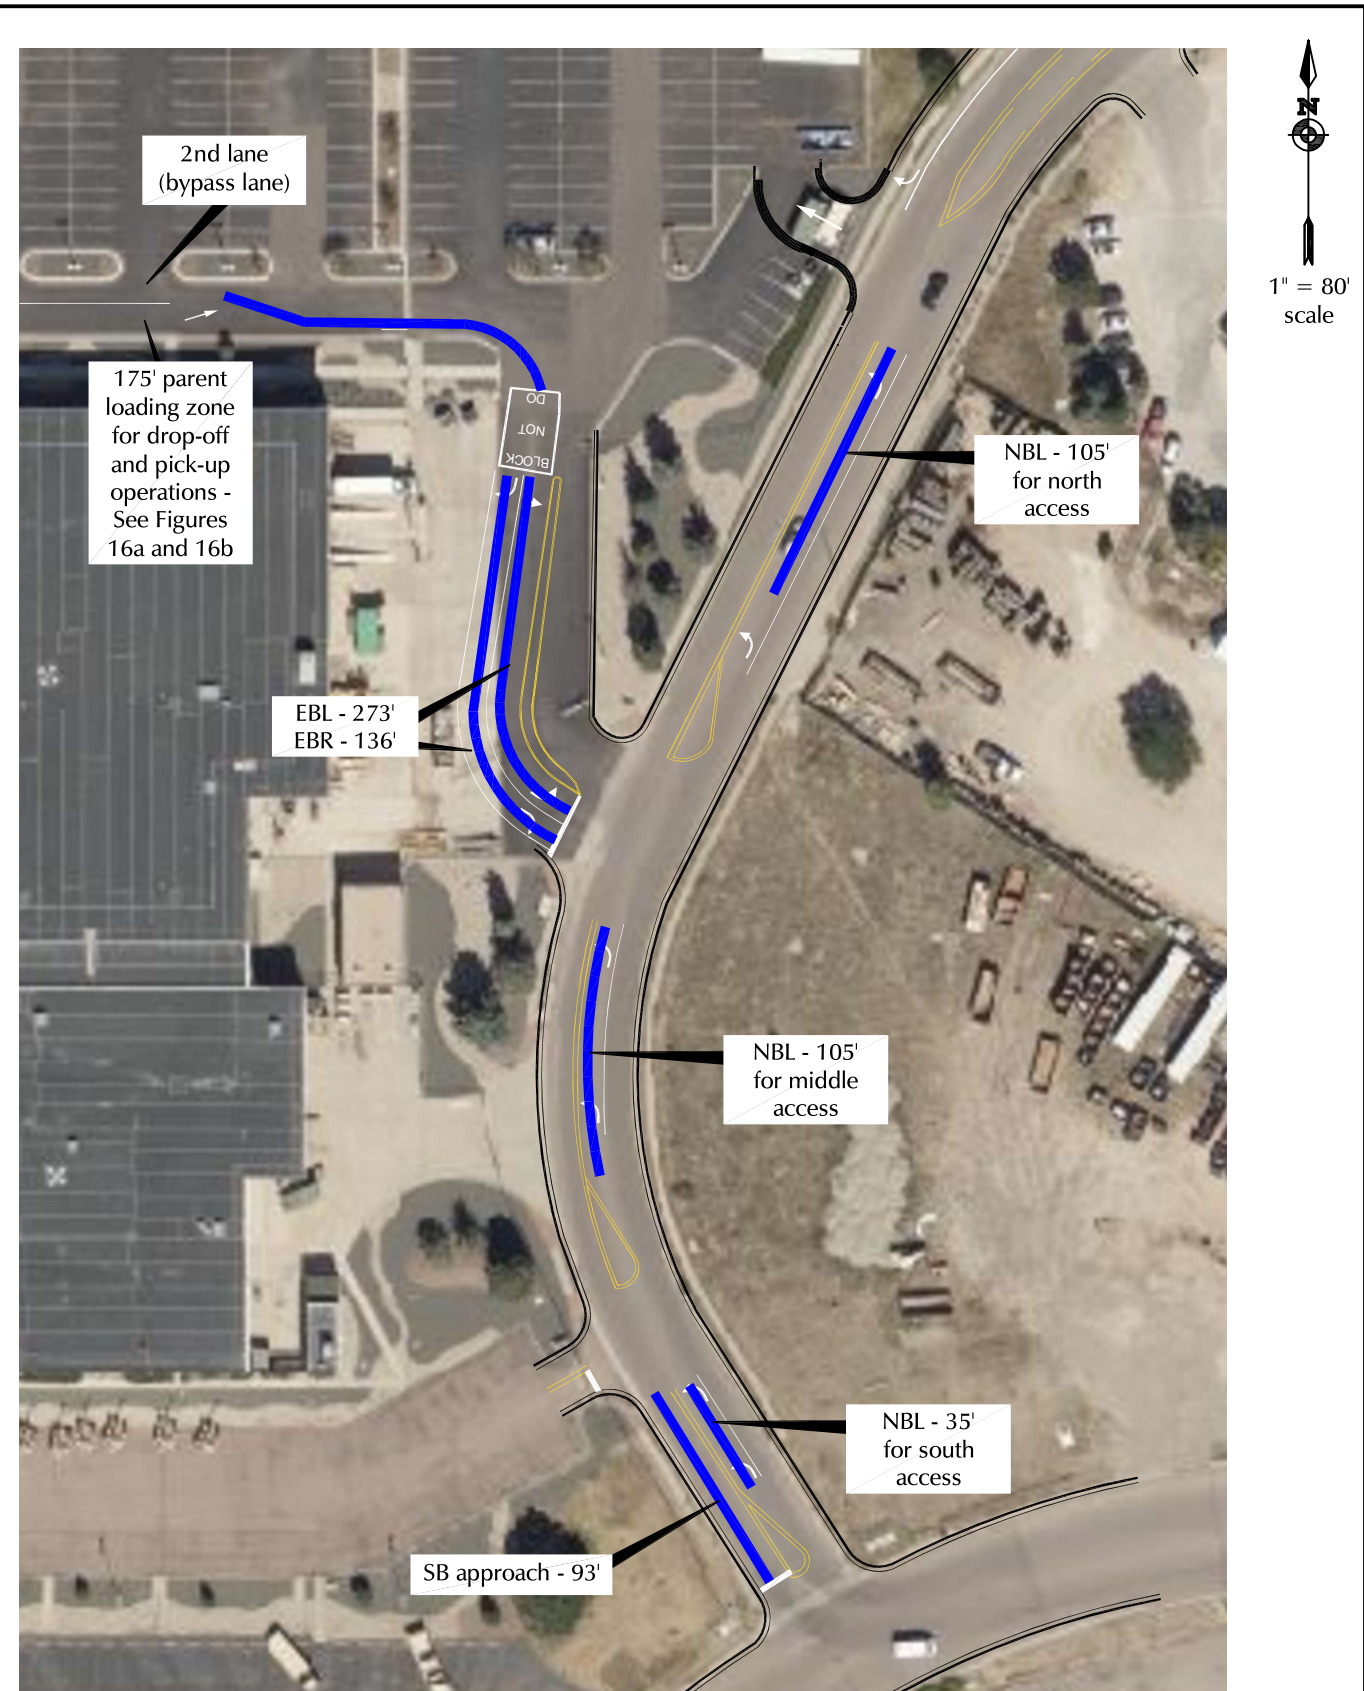 N
1" = 80'
scale
2nd lane
(bypass lane)
175' parent
loading zone
for drop-off
and pick-up
operations -
See Figures
16a and 16b
DO
NOT
BLOCK
NBL - 105'
for north
access
EBL - 273'
EBR - 136'
NBL - 105'
for middle
access
NBL - 35'
for south
access
SB approach - 93'